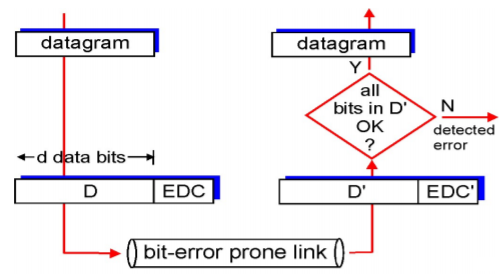 datagram
datagram
Y
all
bits in D'
OK
?
N
detected
error
d data bits
D
EDC
D'
EDC'
bit-error prone link